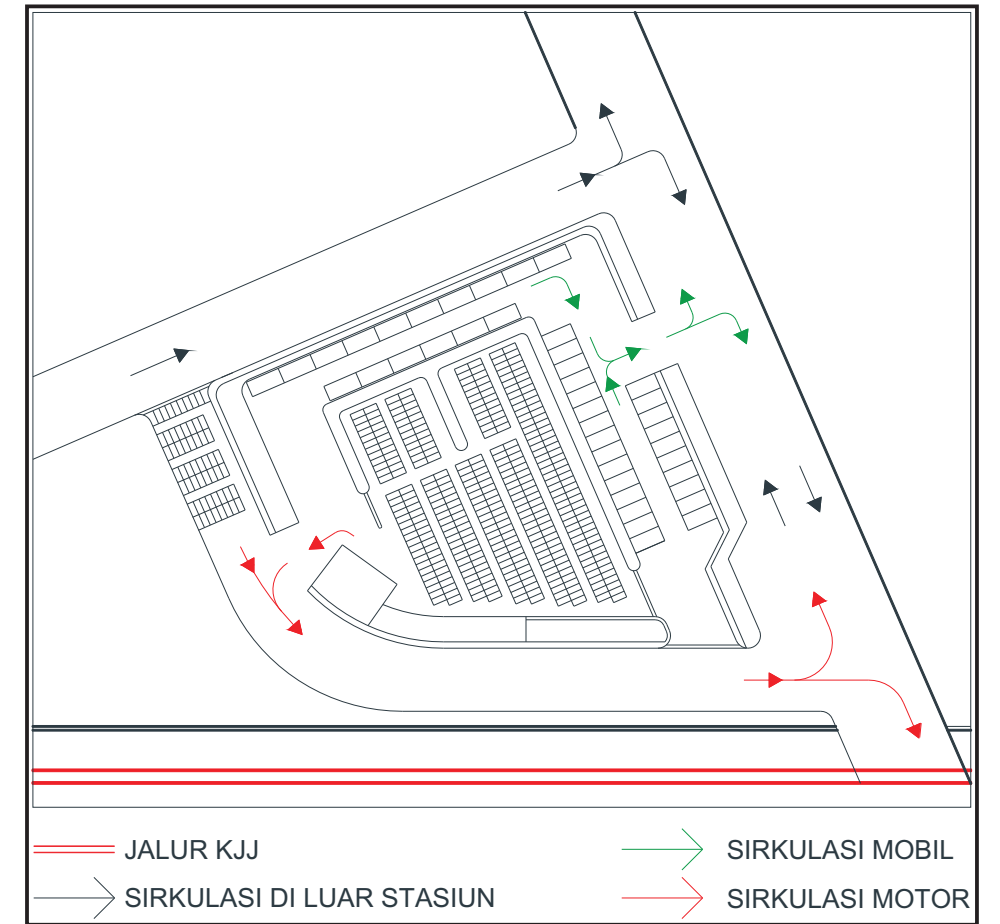 JALUR KJJ
SIRKULASI MOBIL
SIRKULASI DI LUAR STASIUN
SIRKULASI MOTOR